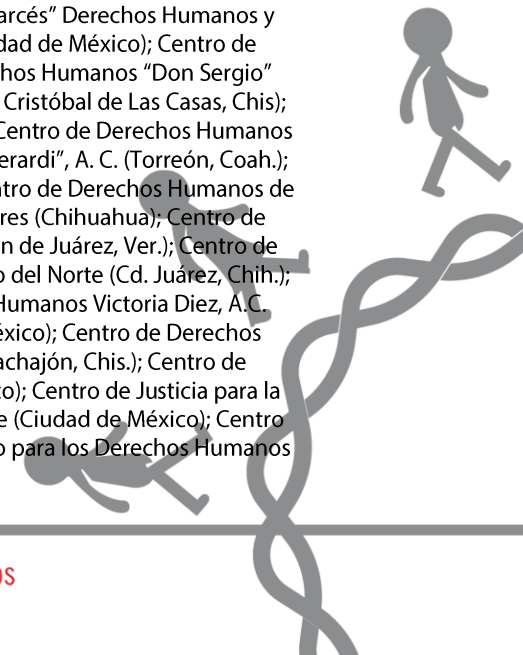 arcés” Derechos Humanos y
dad de México); Centro de
chos Humanos “Don Sergio”
Cristóbal de Las Casas, Chis);
Centro de Derechos Humanos
erardi”, A. C. (Torreón, Coah.);
ntro de Derechos Humanos de
res (Chihuahua); Centro de
n de Juárez, Ver.); Centro de
o del Norte (Cd. Juárez, Chih.);
Humanos Victoria Diez, A.C.
éxico); Centro de Derechos
achajón, Chis.); Centro de
co); Centro de Justicia para la
e (Ciudad de México); Centro
o para los Derechos Humanos
os